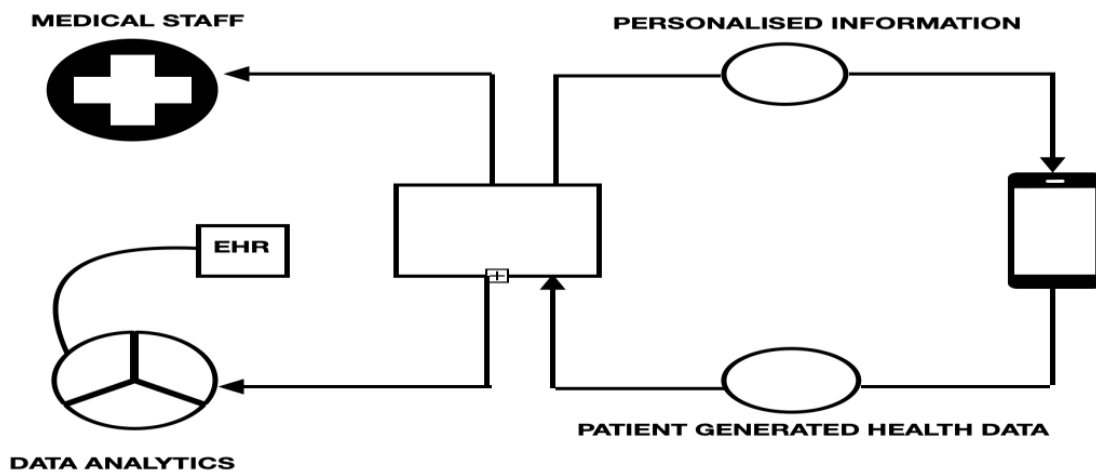 MEDICAL STAFF
PERSONALISED INFORMATION
EHR
PATIENT GENERATED HEALTH DATA
DATA ANALYTICS